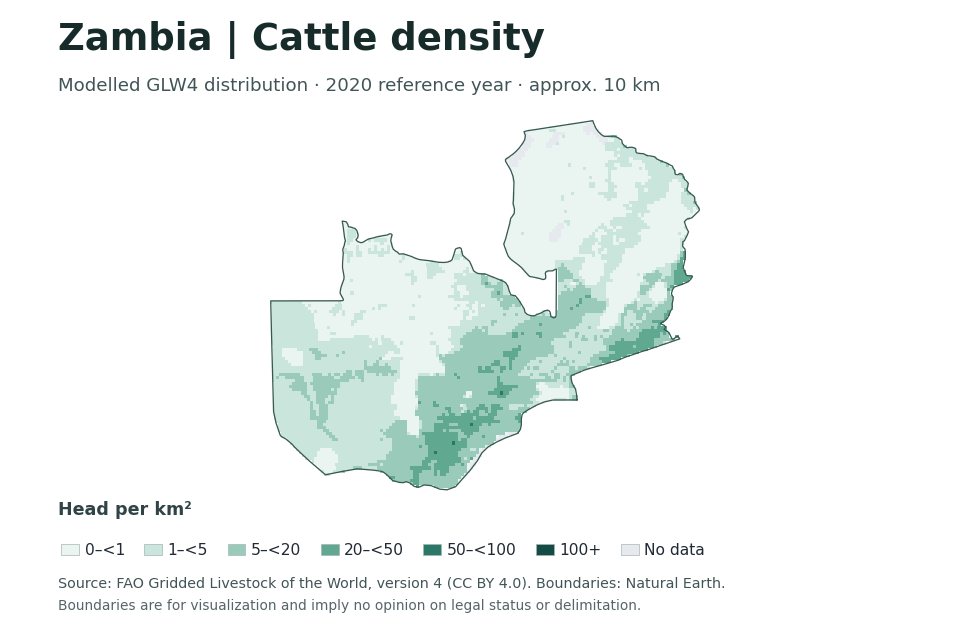 Zambia | Cattle density
Modelled GLW4 distribution · 2020 reference year · approx. 10 km
Head per km²
0–<1 1–<5 5–<20 20–<50 50–<100 100+ No data
Source: FAO Gridded Livestock of the World, version 4 (CC BY 4.0). Boundaries: Natural Earth.
Boundaries are for visualization and imply no opinion on legal status or delimitation.